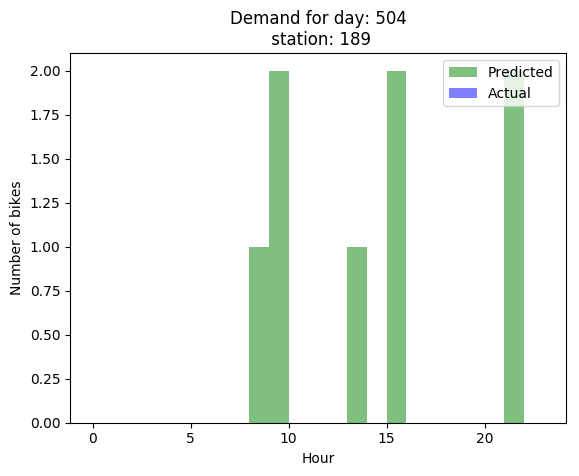 Demand for day: 504
station: 189
Predicted
Actual
Number of bikes
2.00
1.75
1.50
1.25
1.00
0.75
0.50
0.25
0.00
0 5 10 15 20
Hour